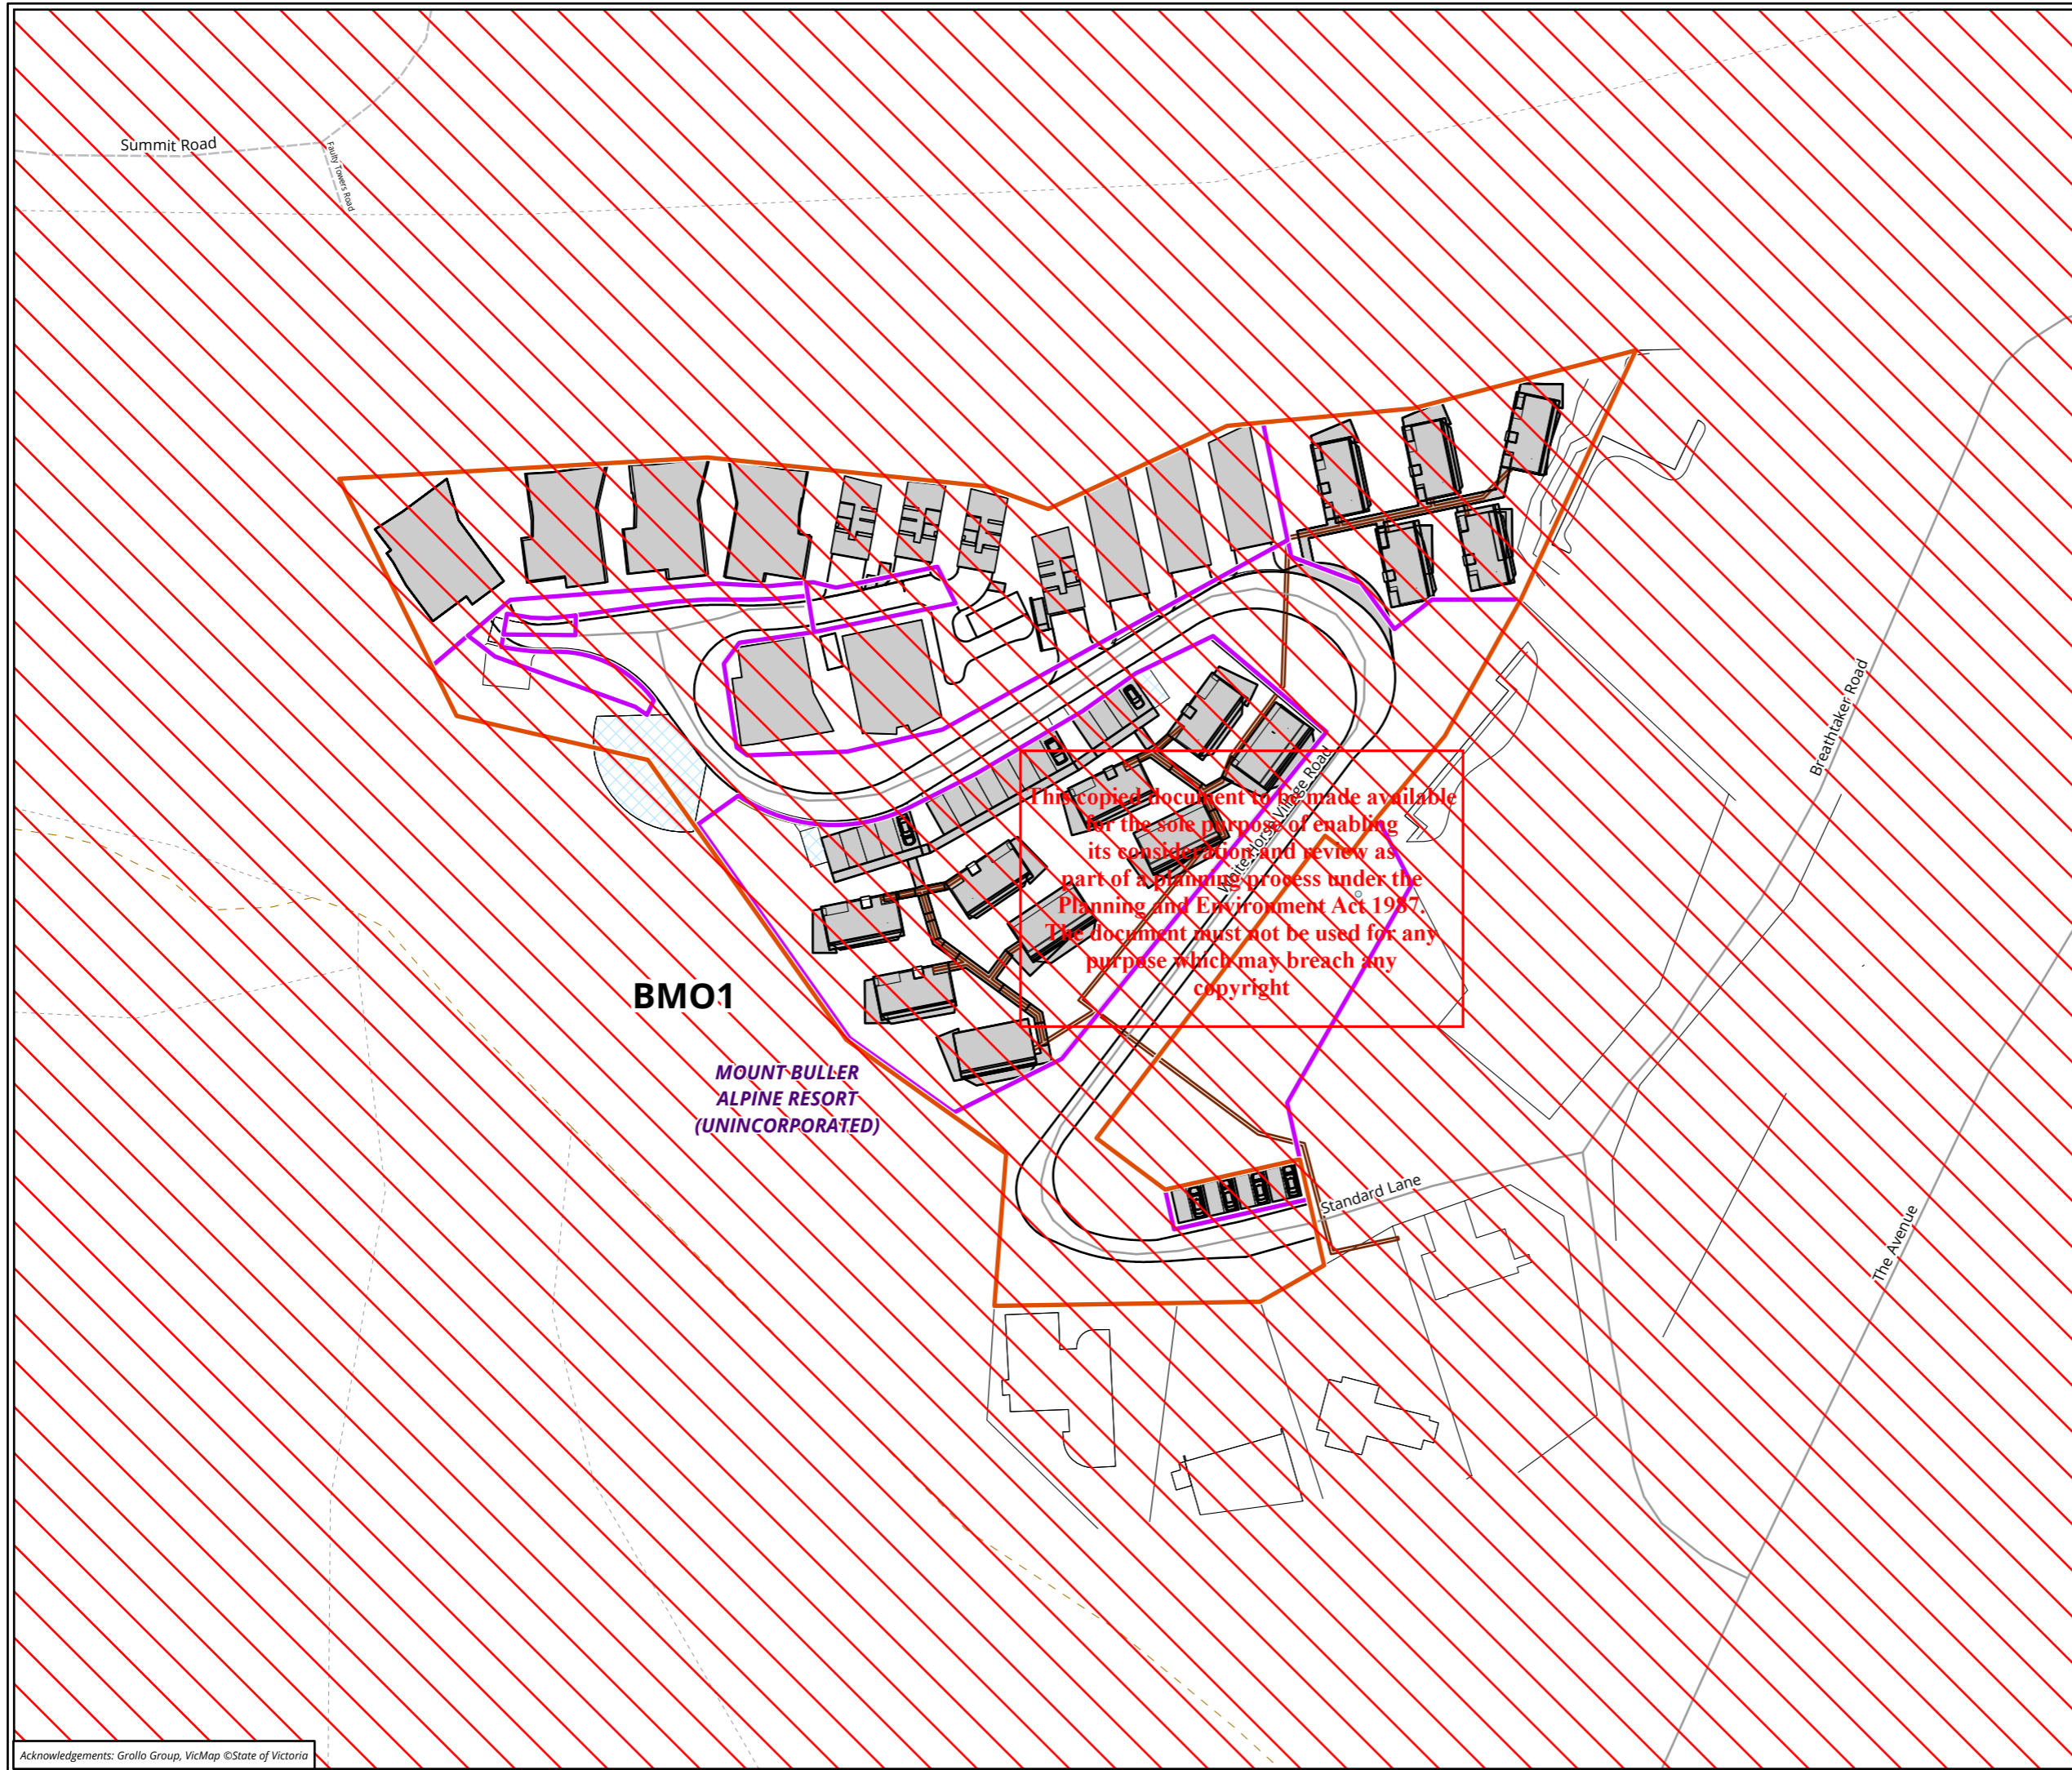 Summit Road
Faulty Towers Road
Breathtaker Road
White Horse Village Road
This copied document to be made available
for the sole purpose of enabling
its consideration and review as
part of a planning process under the
Planning and Environment Act 1987.
The document must not be used for any
purpose which may breach any
copyright
BMO1
MOUNT BULLER
ALPINE RESORT
(UNINCORPORATED)
Standard Lane
The Avenue
Acknowledgements: Grollo Group, VicMap ©State of Victoria